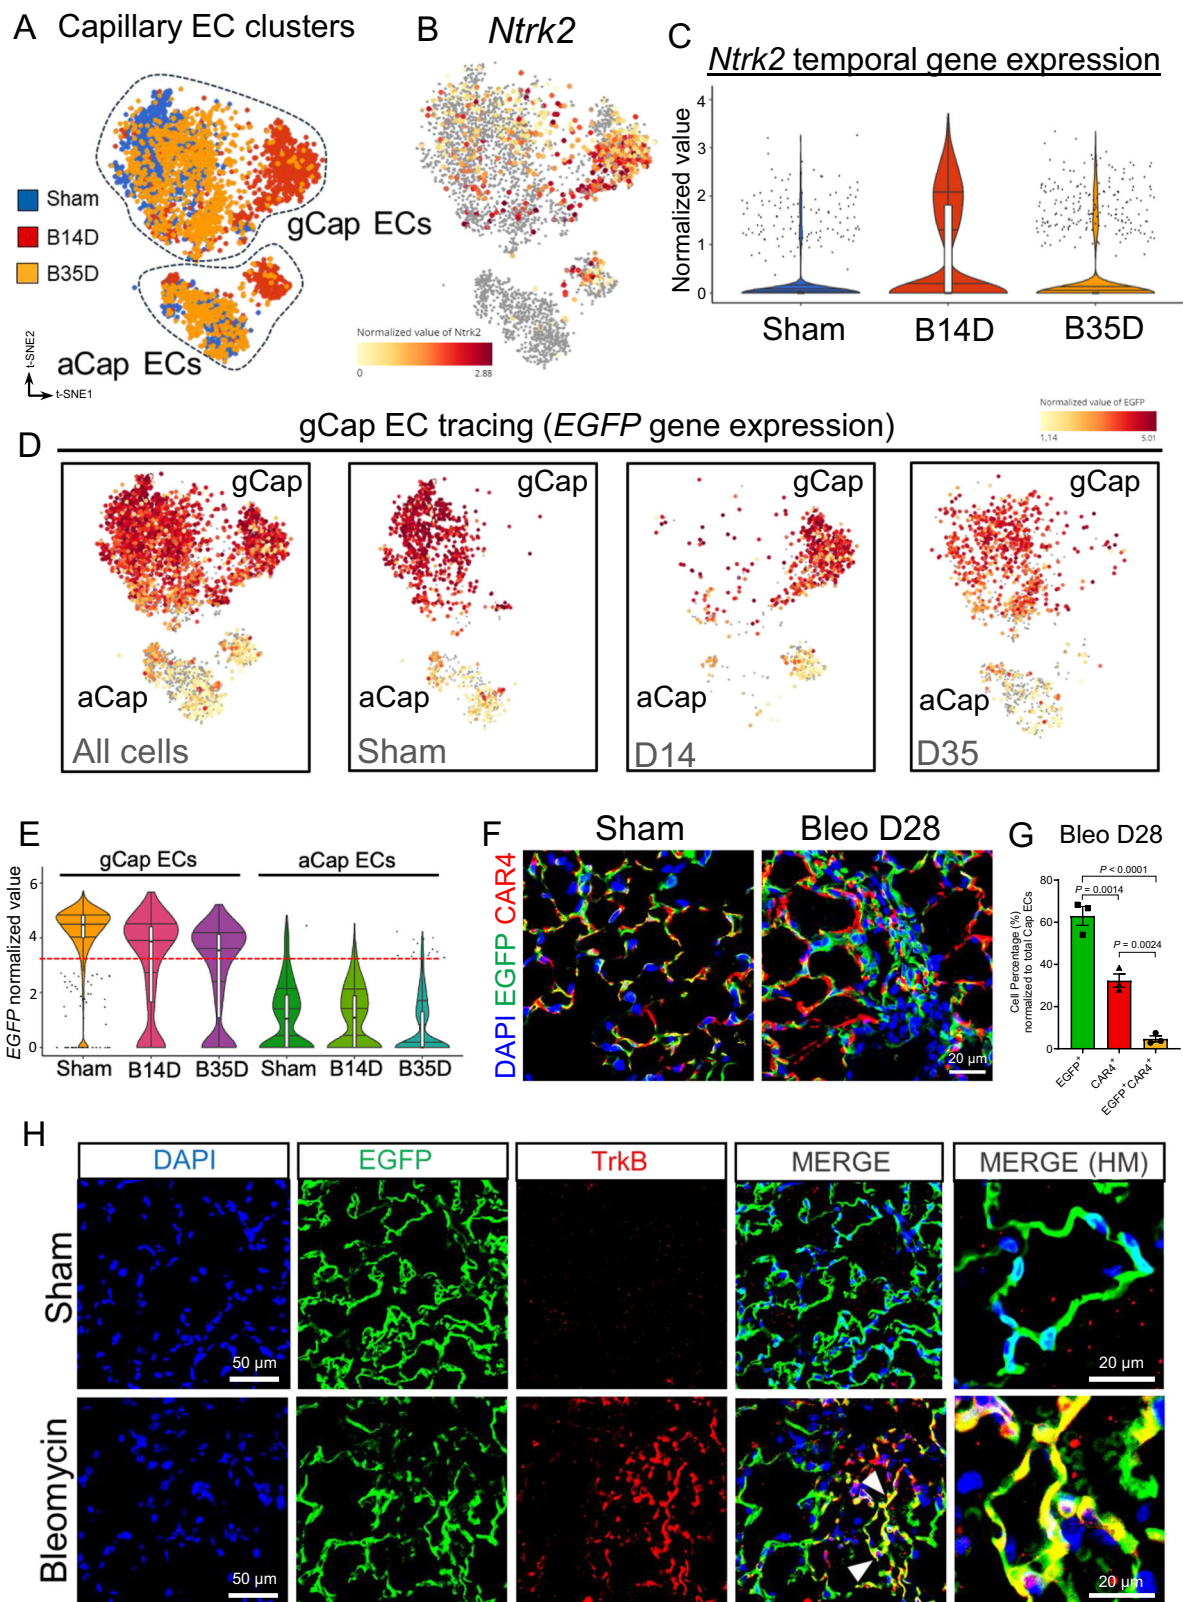 A Capillary EC clusters
Sham
B14D
B35D
gCap ECs
aCap ECs
t-SNE2
t-SNE1
B Ntrk2
Normalized value of Ntrk2
0 2.88
C Ntrk2 temporal gene expression
Normalized value
4
3
2
1
0
Sham B14D B35D
D gCap EC tracing (EGFP gene expression)
Normalized value of EGFP
1.14 5.01
gCap
aCap
All cells
gCap
aCap
Sham
gCap
aCap
D14
gCap
aCap
D35
E
gCap ECs aCap ECs
EGFP normalized value
6
4
2
0
Sham B14D B35D Sham B14D B35D
F Sham Bleo D28
DAPI EGFP CAR4
20 µm
G Bleo D28
P < 0.0001
P = 0.0014
P = 0.0024
Cell Percentage (%)
normalized to total Cap ECs
80
60
40
20
0
EGFP+
CAR4+
EGFP+CAR4+
H
DAPI EGFP TrkB MERGE MERGE (HM)
Sham
50 µm 20 µm
Bleomycin
50 µm 20 µm